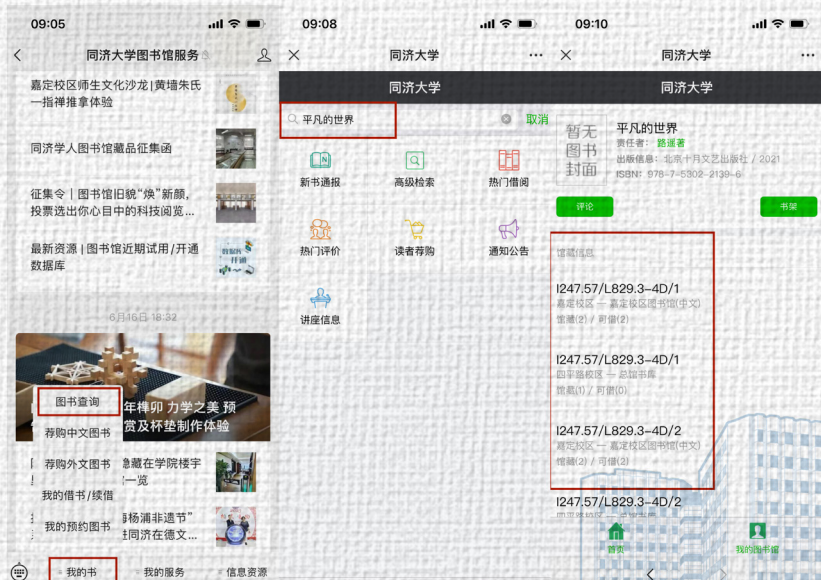 09:05
同济大学图书馆服务
嘉定校区师生文化沙龙|黄墙朱氏
一指禅推拿体验
同济学人图书馆藏品征集函
征集令｜图书馆旧貌“焕”新颜，
投票选出你心目中的科技阅览...
最新资源 | 图书馆近期试用/开通
数据库
6月16日 18:32
年榫卯 力学之美 预
赏及杯垫制作体验
图书查询
荐购中文图书
荐购外文图书
隐藏在学院楼宇
一览
我的借书/续借
我的预约图书
海杨浦非遗节”
进同济在德文...
我的书
我的服务
信息资源
09:08
同济大学
同济大学
平凡的世界
取消
新书通报
高级检索
热门借阅
热门评价
读者荐购
通知公告
讲座信息
09:10
同济大学
同济大学
暂无
图书
封面
平凡的世界
责任者： 路遥著
出版信息：北京十月文艺出版社 / 2021
ISBN：978-7-5302-2139-6
评论
书架
馆藏信息
I247.57/L829.3-4D/1
嘉定校区 — 嘉定校区图书馆(中文)
馆藏(2) / 可借(2)
I247.57/L829.3-4D/1
四平路校区 — 总馆书库
馆藏(1) / 可借(0)
I247.57/L829.3-4D/2
嘉定校区 — 嘉定校区图书馆(中文)
馆藏(2) / 可借(2)
I247.57/L829.3-4D/2
四平路校区 — 总馆书库
首页
我的图书馆